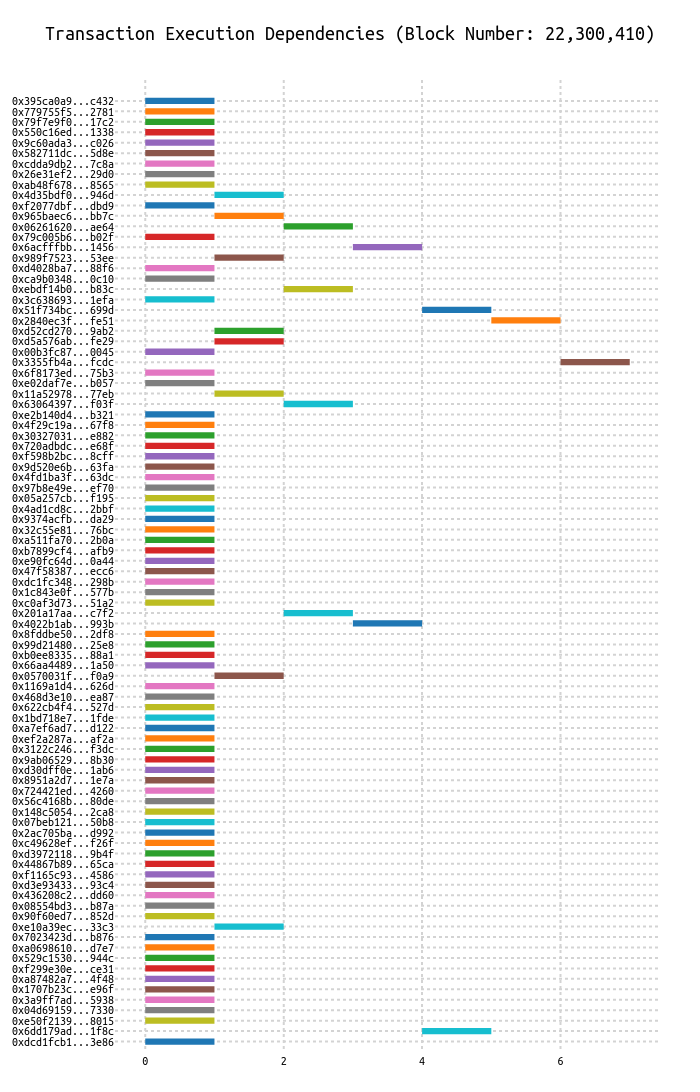 Transaction Execution Dependencies (Block Number: 22,300,410)
0x395ca0a9...c432
0x779755f5...2781
0x79f7e9f0...17c2
0x550c16ed...1338
0x9c60ada3...c026
0x582711dc...5d8e
0xcdda9db2...7c8a
0x26e31ef2...29d0
0xab48f678...8565
0x4d35bdf0...946d
0xf2077dbf...dbd9
0x965baec6...bb7c
0x06261620...ae64
0x79c005b6...b02f
0x6acfffbb...1456
0x989f7523...53ee
0xd4028ba7...88f6
0xca9b0348...0c10
0xebdf14b0...b83c
0x3c638693...1efa
0x51f734bc...699d
0x2840ec3f...fe51
0xd52cd270...9ab2
0xd5a576ab...fe29
0x00b3fc87...0045
0x3355fb4a...fcdc
0x6f8173ed...75b3
0xe02daf7e...b057
0x11a52978...77eb
0x63064397...f03f
0xe2b140d4...b321
0x4f29c19a...67f8
0x30327031...e882
0x720adbdc...e68f
0xf598b2bc...8cff
0x9d520e6b...63fa
0x4fd1ba3f...63dc
0x97b8e49e...ef70
0x05a257cb...f195
0x4ad1cd8c...2bbf
0x9374acfb...da29
0x32c55e81...76bc
0xa511fa70...2b0a
0xb7899cf4...afb9
0xe90fc64d...0a44
0x47f58387...ecc6
0xdc1fc348...298b
0x1c843e0f...577b
0xc0af3d73...51a2
0x201a17aa...c7f2
0x4022b1ab...993b
0x8fddbe50...2df8
0x99d21480...25e8
0xb0ee8335...88a1
0x66aa4489...1a50
0x0570031f...f0a9
0x1169a1d4...626d
0x468d3e10...ea87
0x622cb4f4...527d
0x1bd718e7...1fde
0xa7ef6ad7...d122
0xef2a287a...af2a
0x3122c246...f3dc
0x9ab06529...8b30
0xd30dff0e...1ab6
0x8951a2d7...1e7a
0x724421ed...4260
0x56c4168b...80de
0x148c5054...2ca8
0x07beb121...50b8
0x2ac705ba...d992
0xc49628ef...f26f
0xd3972118...9b4f
0x44867b89...65ca
0xf1165c93...4586
0xd3e93433...93c4
0x436208c2...dd60
0x08554bd3...b87a
0x90f60ed7...852d
0xe10a39ec...33c3
0x7023423d...b876
0xa0698610...d7e7
0x529c1530...944c
0xf299e30e...ce31
0xa87482a7...4f48
0x1707b23c...e96f
0x3a9ff7ad...5938
0x04d69159...7330
0xe50f2139...8015
0x6dd179ad...1f8c
0xdcd1fcb1...3e86
0 2 4 6